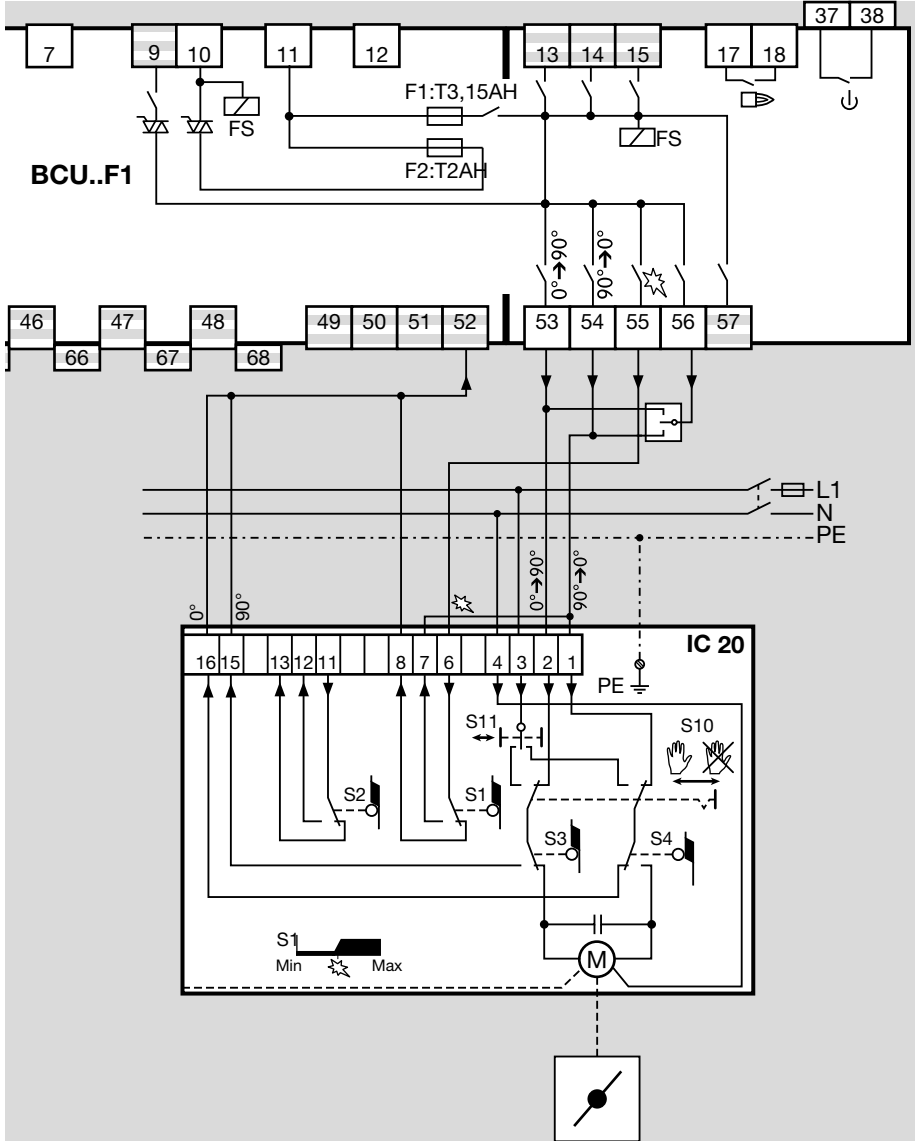 37 38
7 9 10 11 12 13 14 15 17 18
F1:T3,15AH
FS
FS
F2:T2AH
BCU..F1
0°➔90°
90°➔0°
46 47 48 49 50 51 52 53 54 55 56 57
66 67 68
L1
N
PE
0°
90°
0°➔90°
90°➔0°
IC 20
16 15 13 12 11 8 7 6 4 3 2 1
PE
S11
S10
S2
S1
S3
S4
S1
Min
Max
M